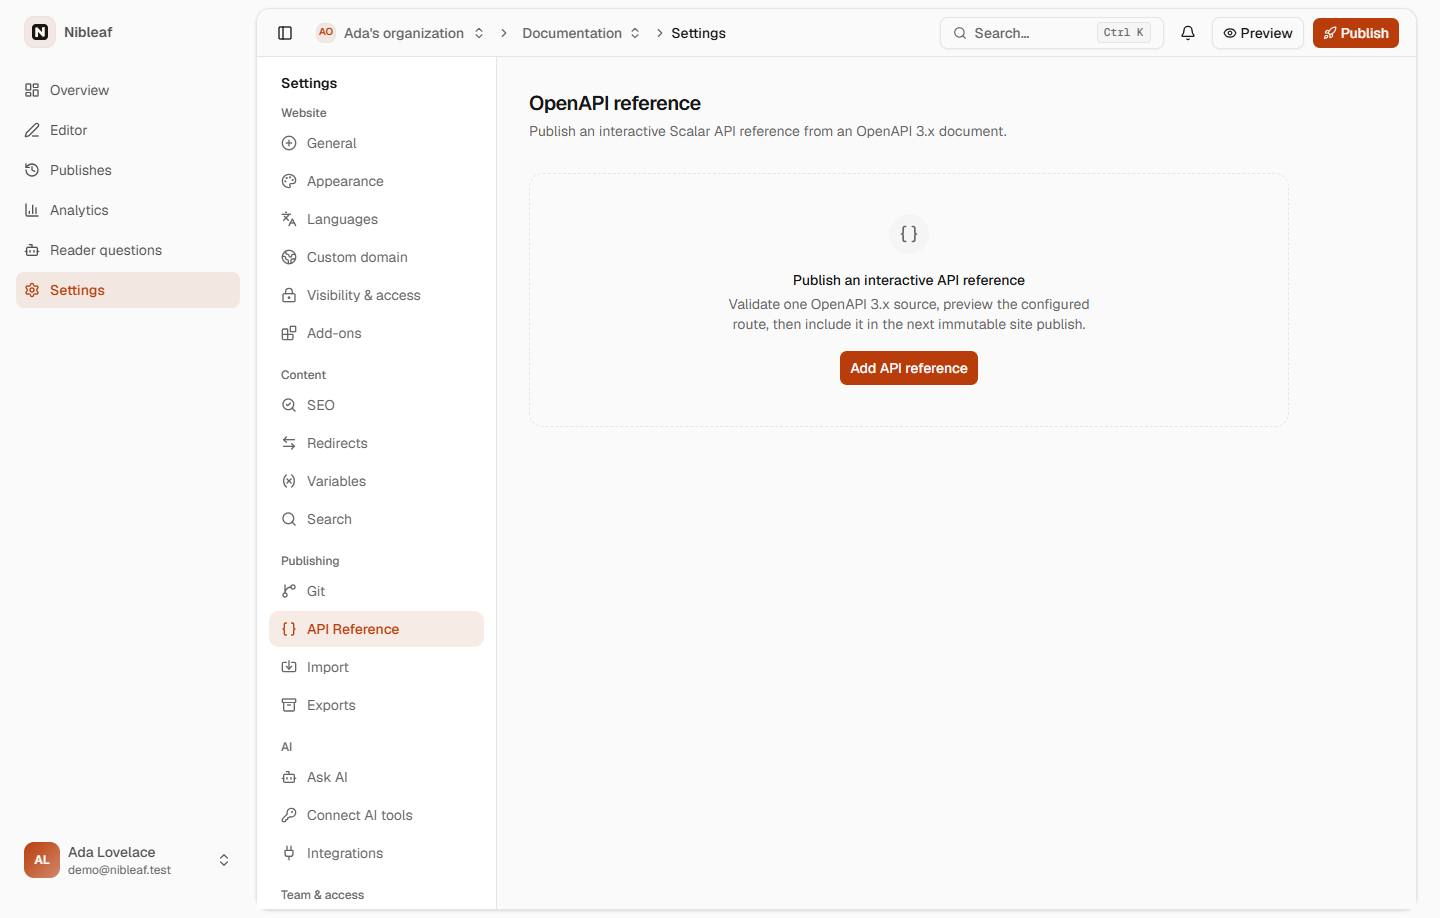 Nibleaf
Overview
Editor
Publishes
Analytics
Reader questions
Settings
AL
Ada Lovelace
demo@nibleaf.test
AO
Ada's organization
Documentation
Settings
Search...
Ctrl K
Preview
Publish
Settings
Website
General
Appearance
Languages
Custom domain
Visibility & access
Add-ons
Content
SEO
Redirects
Variables
Search
Publishing
Git
API Reference
Import
Exports
AI
Ask AI
Connect AI tools
Integrations
Team & access
OpenAPI reference
Publish an interactive Scalar API reference from an OpenAPI 3.x document.
Publish an interactive API reference
Validate one OpenAPI 3.x source, preview the configured
route, then include it in the next immutable site publish.
Add API reference